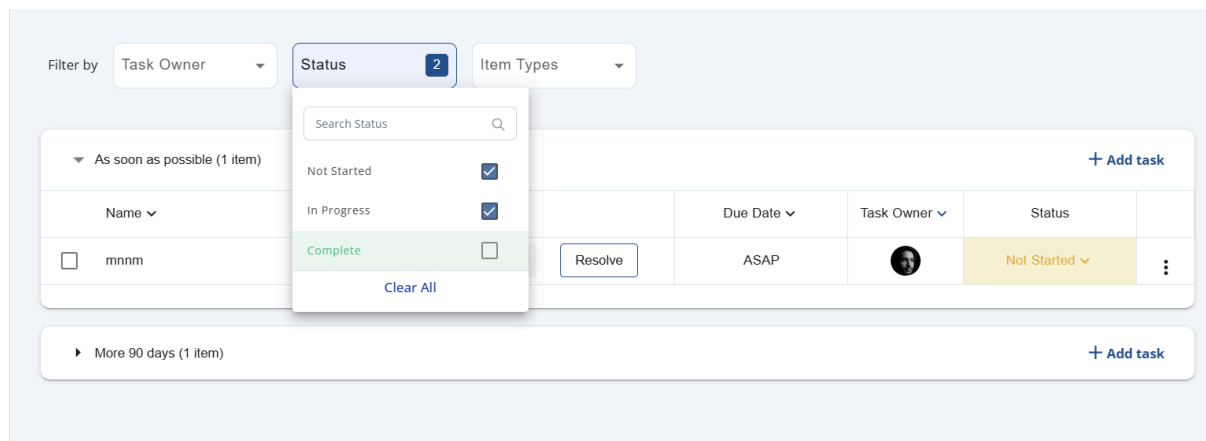 Filter by Task Owner Status 2 Item Types
Search Status
Not Started
In Progress
Complete
Clear All
As soon as possible (1 item) + Add task
Name Due Date Task Owner Status
mnnm Resolve ASAP Not Started
More 90 days (1 item) + Add task